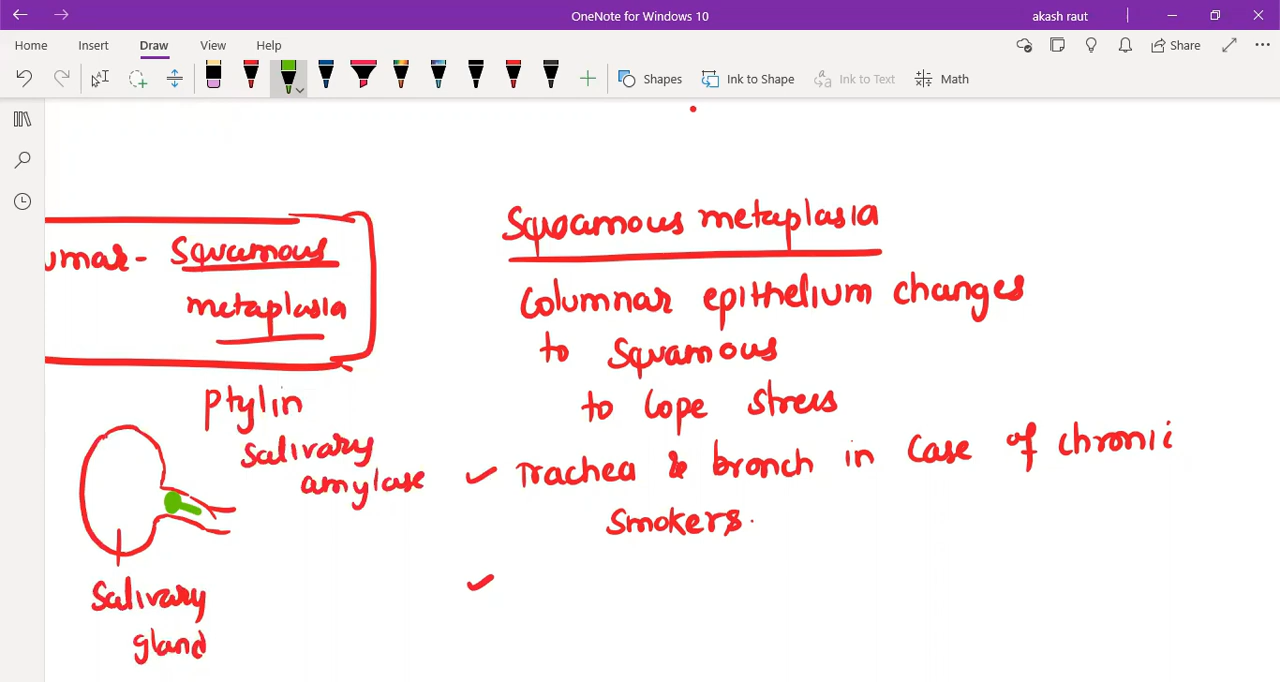 OneNote for Windows 10
akash raut
Home Insert Draw View Help
Share
Shapes
Ink to Shape
Ink to Text
Math
umar - Squamous
metaplasia
Ptylin
Salivary
amylase
Salivary
gland
Squamous metaplasia
Columnar epithelium changes
to Squamous
to Cope stress
Trachea & bronch in Case of chronic
Smokers.